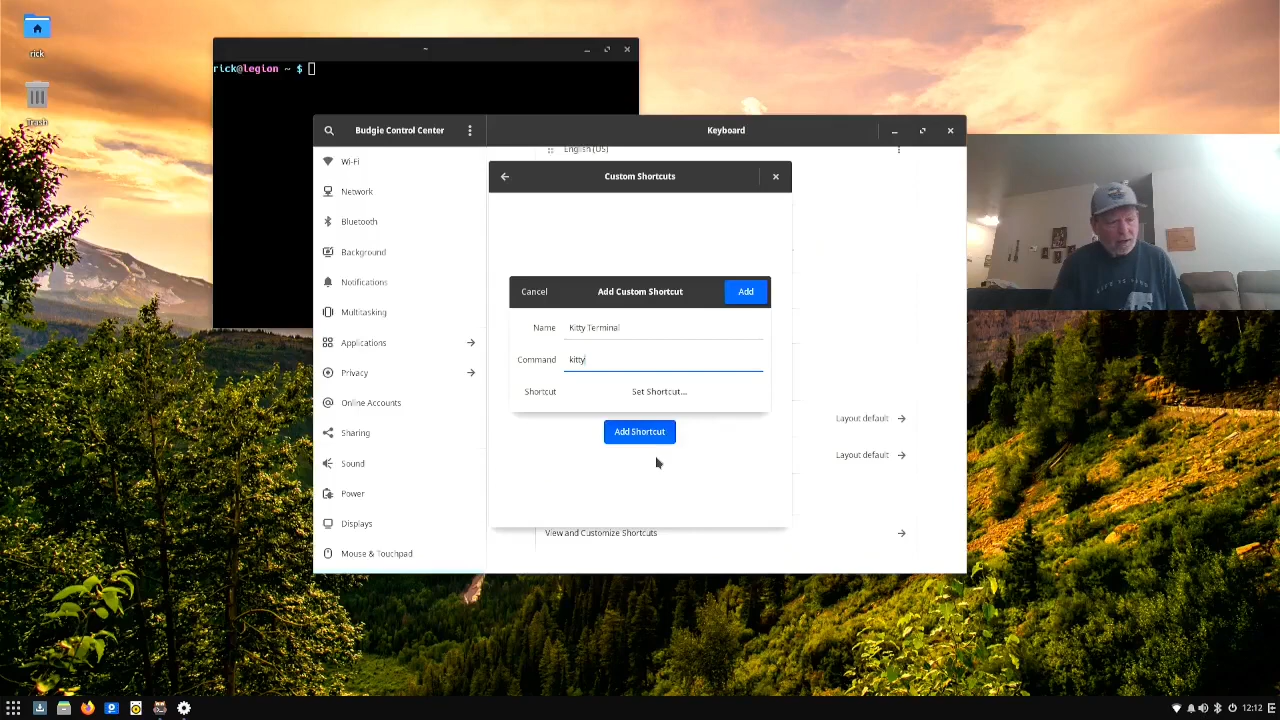 rick
Trash
~
rick@legion ~ $
Budgie Control Center
Keyboard
Wi-Fi
Network
Bluetooth
Background
Notifications
Multitasking
Applications
Privacy
Online Accounts
Sharing
Sound
Power
Displays
Mouse & Touchpad
English (US)
Custom Shortcuts
Cancel
Add Custom Shortcut
Add
Name
Kitty Terminal
Command
kitty
Shortcut
Set Shortcut...
Add Shortcut
Layout default
Layout default
View and Customize Shortcuts
12:12